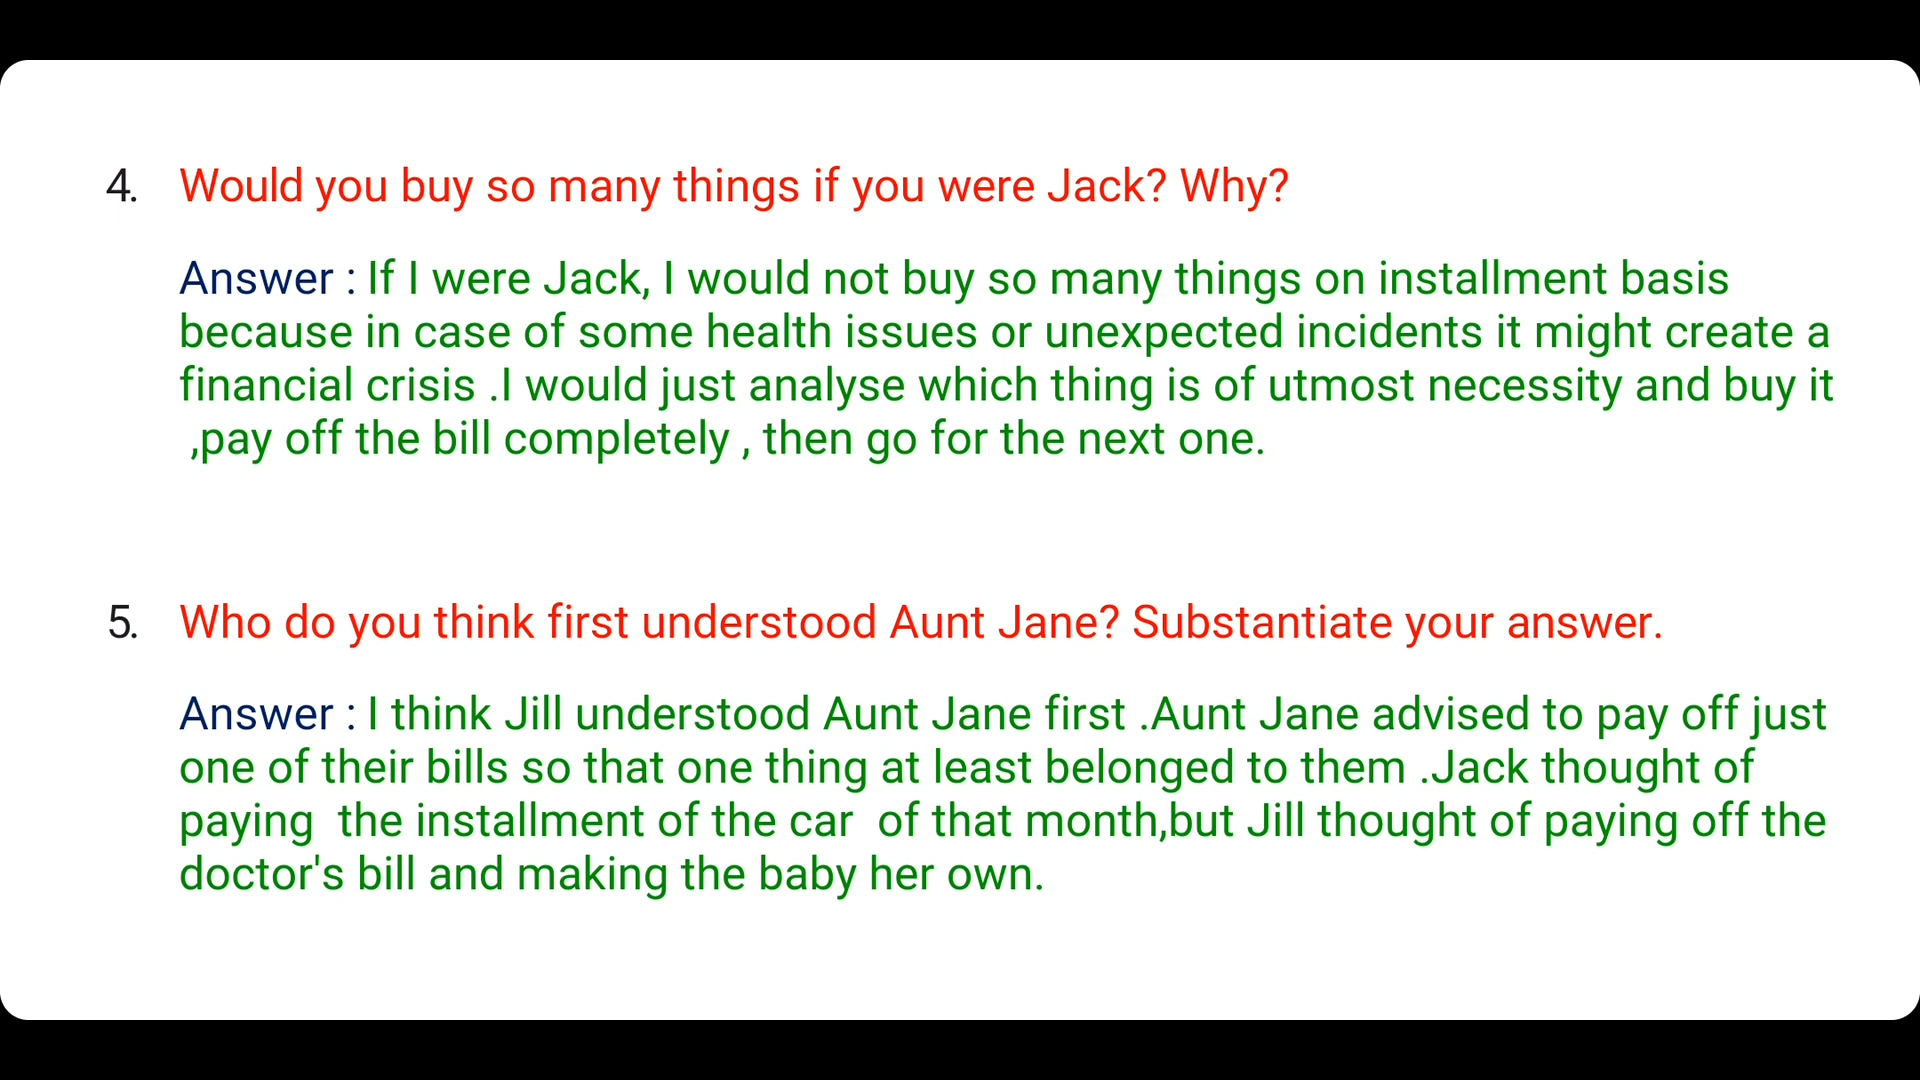 4. Would you buy so many things if you were Jack? Why?
Answer : If I were Jack, I would not buy so many things on installment basis
because in case of some health issues or unexpected incidents it might create a
financial crisis .I would just analyse which thing is of utmost necessity and buy it
,pay off the bill completely , then go for the next one.
5. Who do you think first understood Aunt Jane? Substantiate your answer.
Answer : I think Jill understood Aunt Jane first .Aunt Jane advised to pay off just
one of their bills so that one thing at least belonged to them .Jack thought of
paying  the installment of the car  of that month,but Jill thought of paying off the
doctor's bill and making the baby her own.